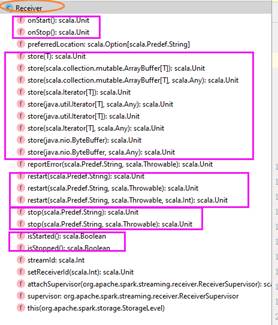 Receiver
onStart(): scala.Unit
onStop(): scala.Unit
preferredLocation: scala.Option[scala.Predef.String]
store(T): scala.Unit
store(scala.collection.mutable.ArrayBuffer[T]): scala.Unit
store(scala.collection.mutable.ArrayBuffer[T], scala.Any): scala.Unit
store(scala.Iterator[T]): scala.Unit
store(java.util.Iterator[T], scala.Any): scala.Unit
store(java.util.Iterator[T]): scala.Unit
store(scala.Iterator[T], scala.Any): scala.Unit
store(java.nio.ByteBuffer): scala.Unit
store(java.nio.ByteBuffer, scala.Any): scala.Unit
reportError(scala.Predef.String, scala.Throwable): scala.Unit
restart(scala.Predef.String): scala.Unit
restart(scala.Predef.String, scala.Throwable): scala.Unit
restart(scala.Predef.String, scala.Throwable, scala.Int): scala.Unit
stop(scala.Predef.String): scala.Unit
stop(scala.Predef.String, scala.Throwable): scala.Unit
isStarted(): scala.Boolean
isStopped(): scala.Boolean
streamId: scala.Int
setReceiverId(scala.Int): scala.Unit
attachSupervisor(org.apache.spark.streaming.receiver.ReceiverSupervisor): sc
supervisor: org.apache.spark.streaming.receiver.ReceiverSupervisor
this(org.apache.spark.storage.StorageLevel)